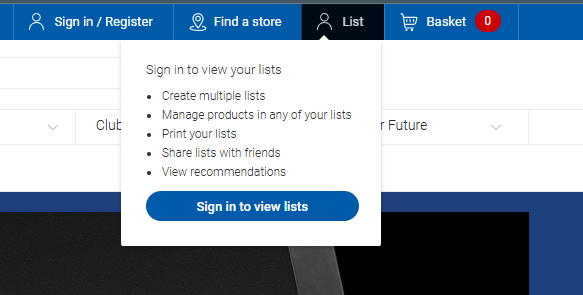 Sign in / Register
Find a store
List
Basket
0
Sign in to view your lists
Create multiple lists
Manage products in any of your lists
Print your lists
Share lists with friends
View recommendations
Sign in to view lists
Club
r Future